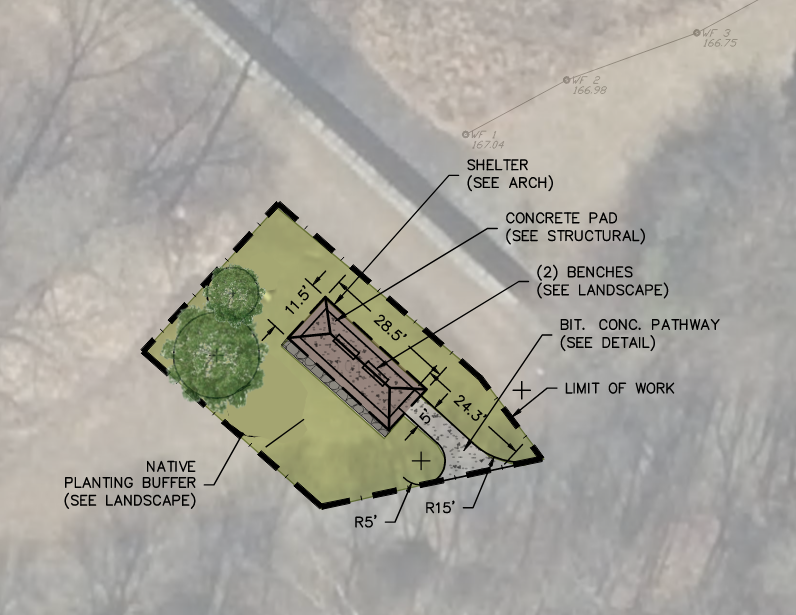 WF 3
166.75
WF 2
166.98
WF 1
167.04
SHELTER
(SEE ARCH)
CONCRETE PAD
(SEE STRUCTURAL)
(2) BENCHES
(SEE LANDSCAPE)
BIT. CONC. PATHWAY
(SEE DETAIL)
LIMIT OF WORK
11.5'
28.5'
24.3'
5'
NATIVE
PLANTING BUFFER
(SEE LANDSCAPE)
R5'
R15'